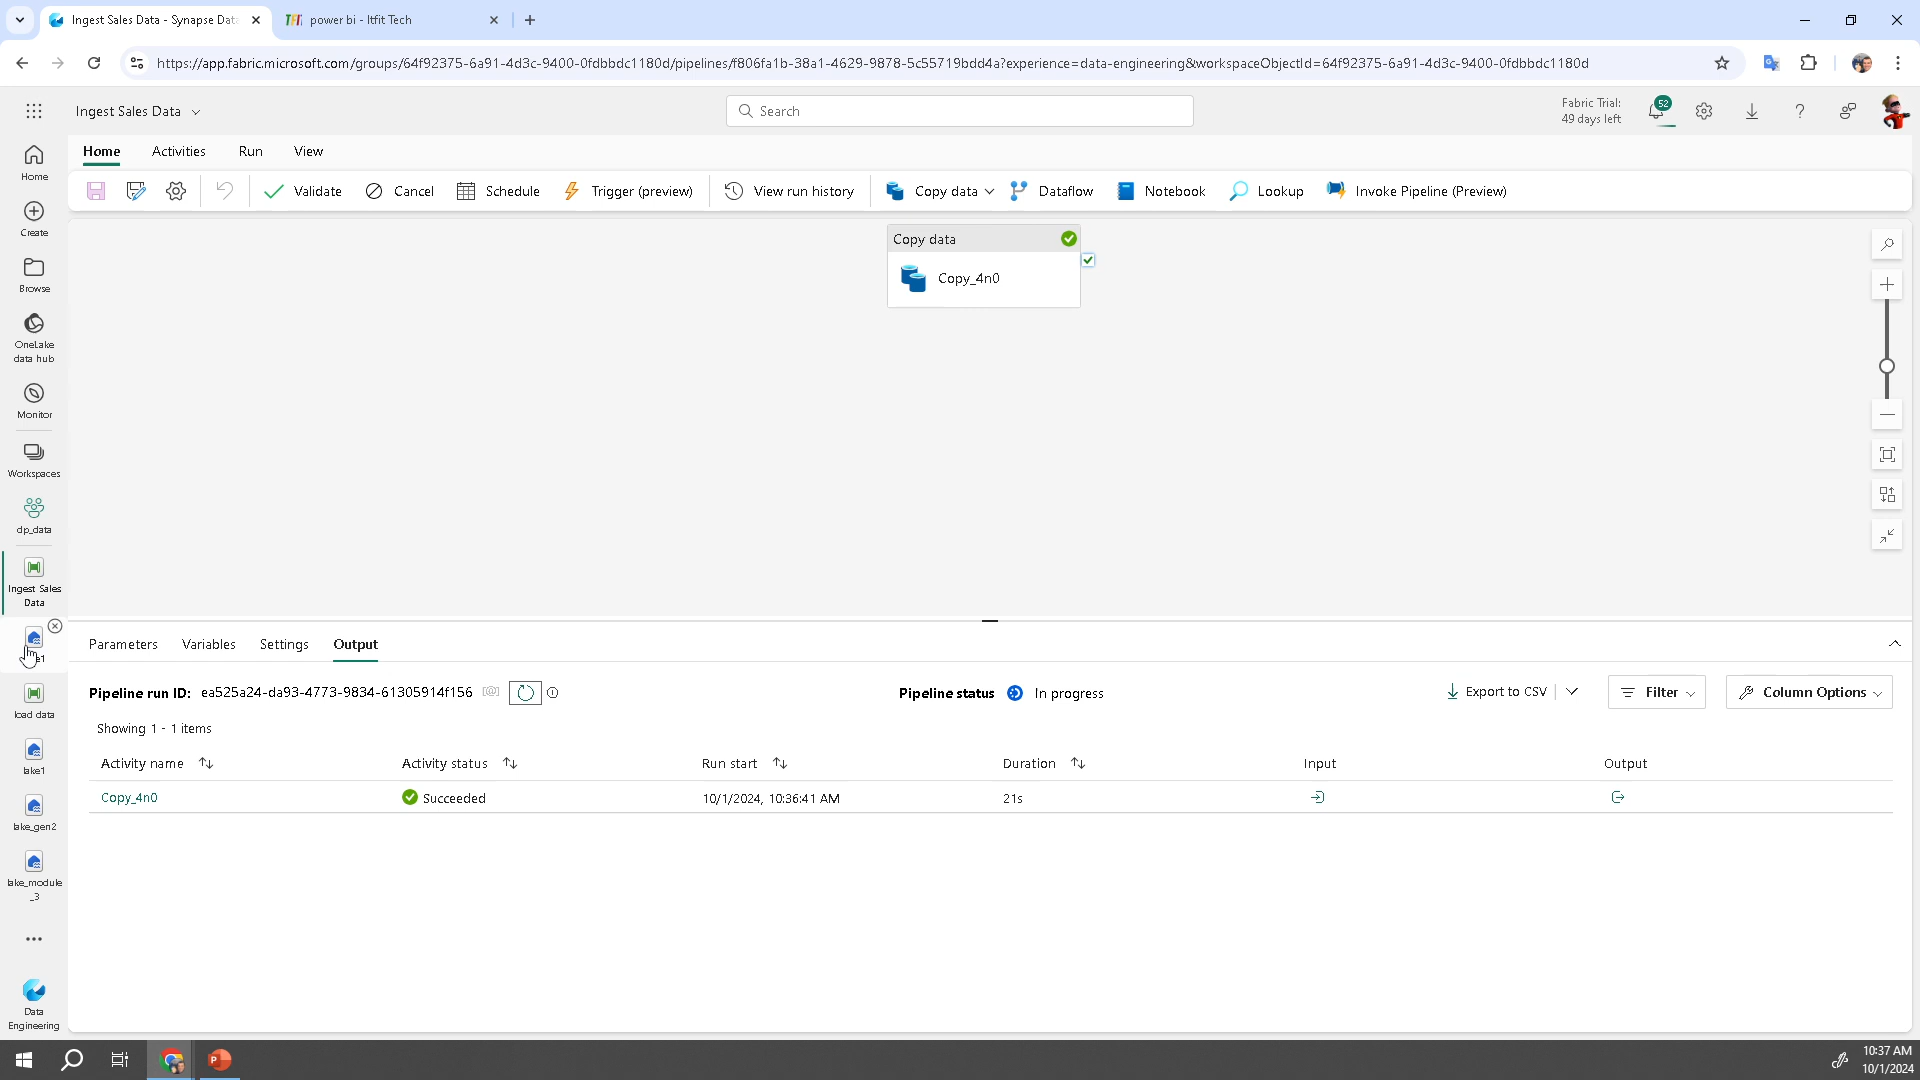 Ingest Sales Data - Synapse Data
power bi - Itfit Tech
https://app.fabric.microsoft.com/groups/64f92375-6a91-4d3c-9400-0fdbbdc1180d/pipelines/f806fa1b-38a1-4629-9878-5c55719bdd4a?experience=data-engineering&workspaceObjectId=64f92375-6a91-4d3c-9400-0fdbbdc1180d
Ingest Sales Data
Search
Fabric Trial:
49 days left
52
Home
Activities
Run
View
Validate
Cancel
Schedule
Trigger (preview)
View run history
Copy data
Dataflow
Notebook
Lookup
Invoke Pipeline (Preview)
Home
Create
Browse
OneLake
data hub
Monitor
Workspaces
dp_data
Ingest Sales
Data
load data
lake1
lake_gen2
lake_module
_3
Data
Engineering
Copy data
Copy_4n0
Parameters
Variables
Settings
Output
Pipeline run ID: ea525a24-da93-4773-9834-61305914f156
Pipeline status In progress
Export to CSV
Filter
Column Options
Showing 1 - 1 items
Activity name
Activity status
Run start
Duration
Input
Output
Copy_4n0
Succeeded
10/1/2024, 10:36:41 AM
21s
10:37 AM
10/1/2024